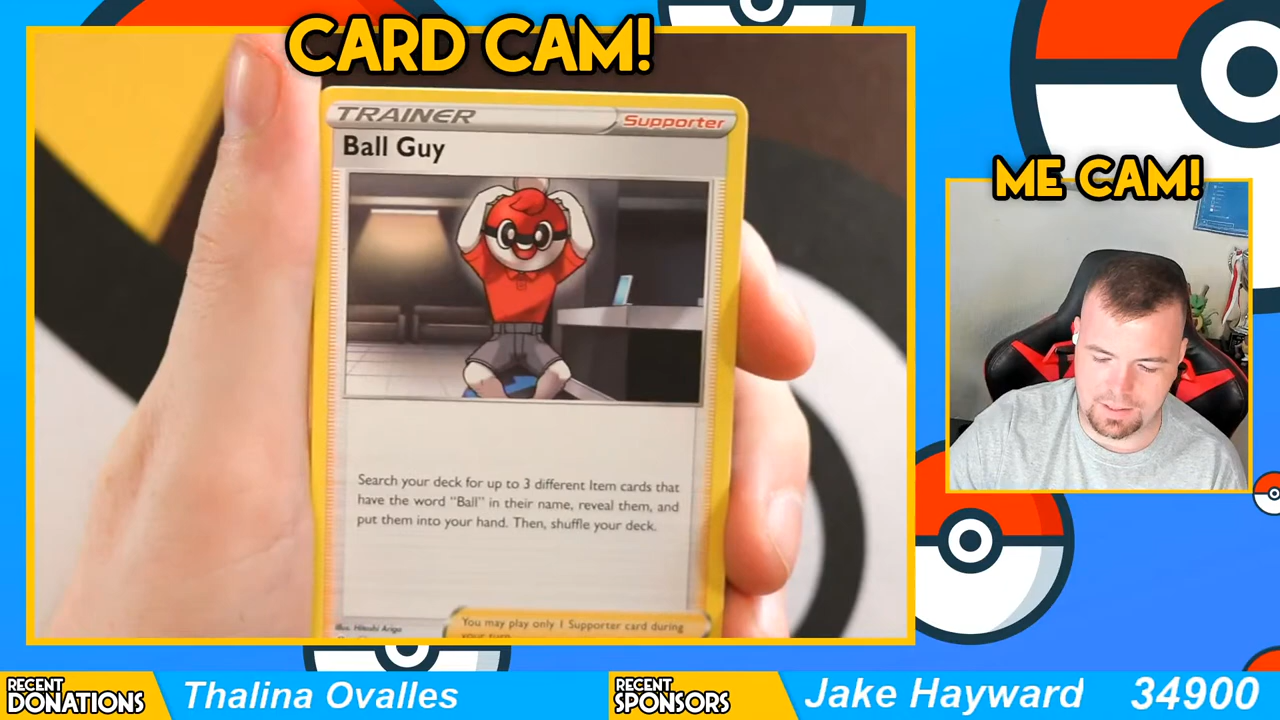 CARD CAM!
TRAINER
Supporter
Ball Guy
ME CAM!
Search your deck for up to 3 different Item cards that
have the word "Ball" in their name, reveal them, and
put them into your hand. Then, shuffle your deck.
You may play only 1 Supporter card during
Illus. Hitoshi Ariga
RECENT
DONATIONS
Thalina Ovalles
RECENT
SPONSORS
Jake Hayward
34900